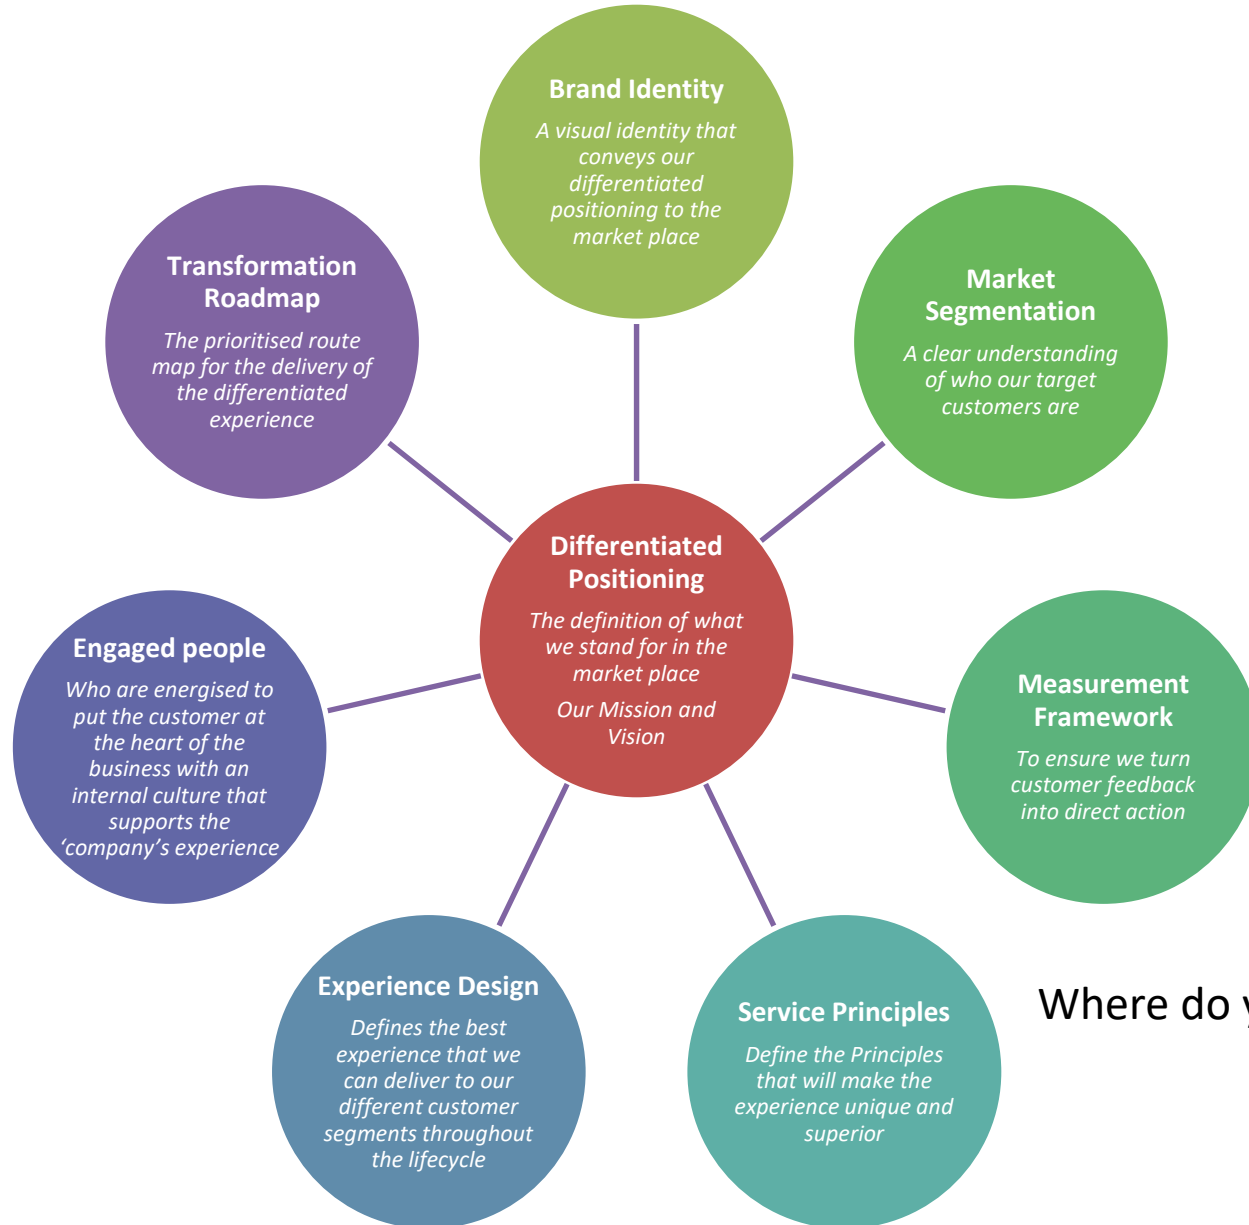 Brand Identity
A visual identity that
conveys our
differentiated
positioning to the
market place
Transformation
Roadmap
The prioritised route
map for the delivery of
the differentiated
experience
Market
Segmentation
A clear understanding
of who our target
customers are
Differentiated
Positioning
The definition of what
we stand for in the
market place
Our Mission and
Vision
Engaged people
Who are energised to
put the customer at
the heart of the
business with an
internal culture that
supports the
‘company’s experience
Measurement
Framework
To ensure we turn
customer feedback
into direct action
Experience Design
Defines the best
experience that we
can deliver to our
different customer
segments throughout
the lifecycle
Service Principles
Define the Principles
that will make the
experience unique and
superior
Where do